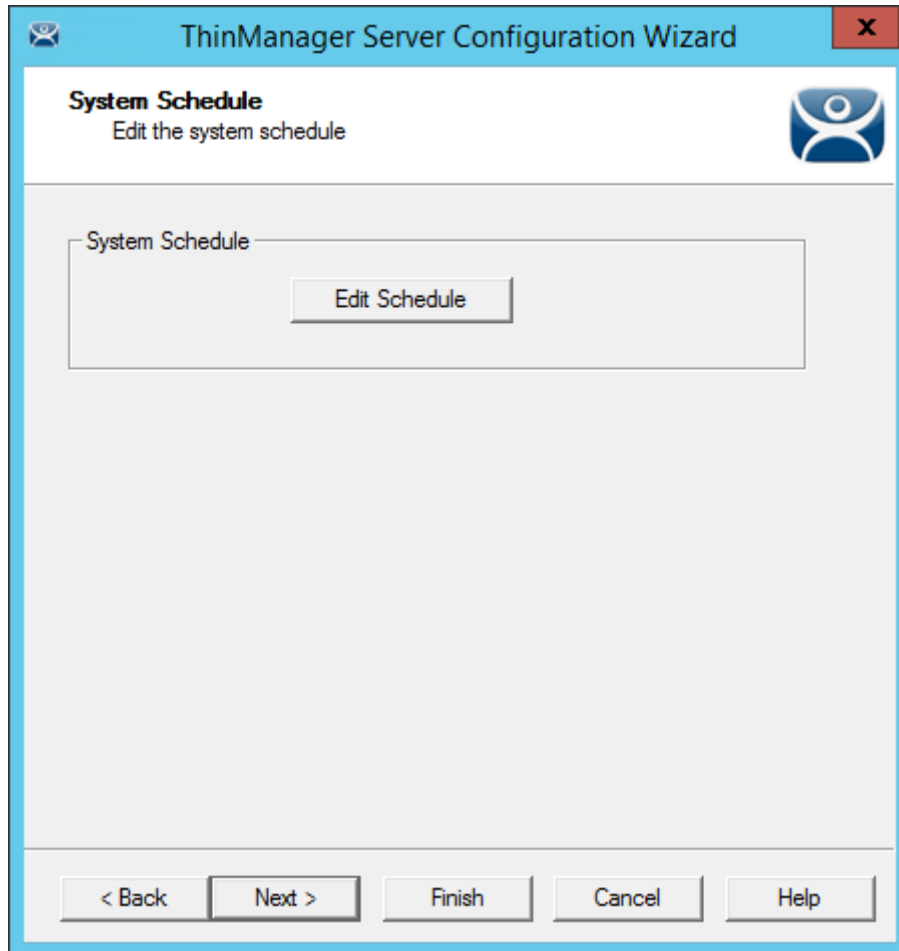 ThinManager Server Configuration Wizard
x
System Schedule
Edit the system schedule
System Schedule
Edit Schedule
< Back Next > Finish Cancel Help